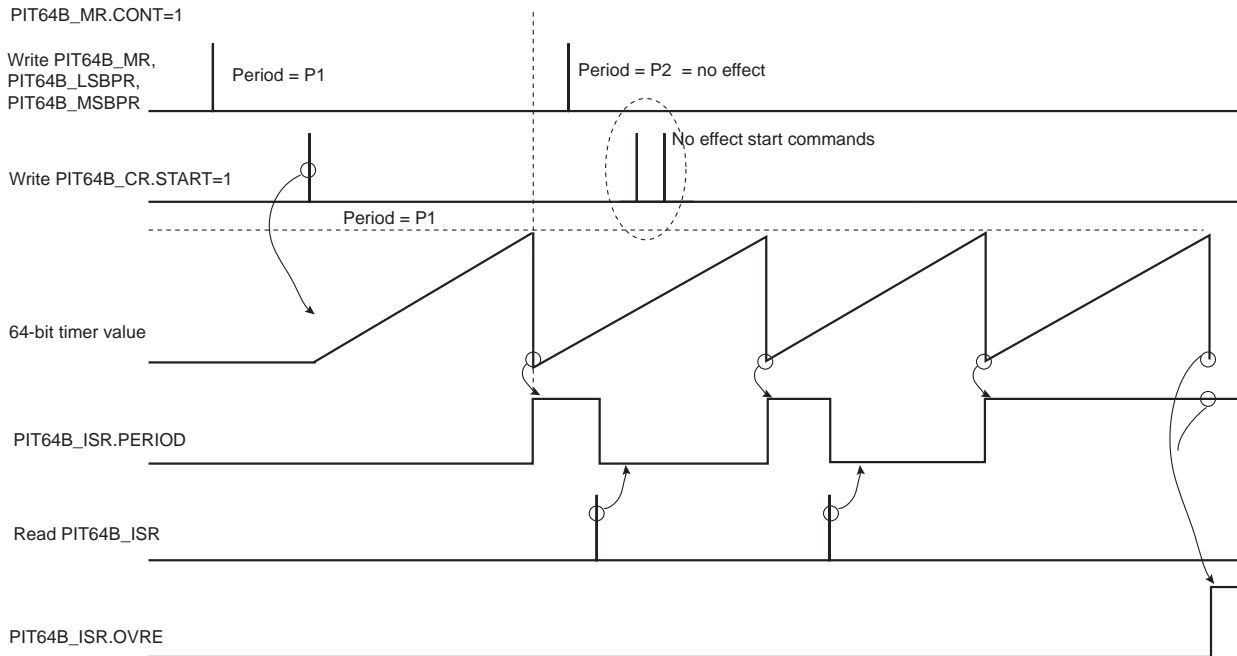 PIT64B_MR.CONT=1
Write PIT64B_MR,
PIT64B_LSBPR,
PIT64B_MSBPR
Period = P1
Period = P2 = no effect
No effect start commands
Write PIT64B_CR.START=1
Period = P1
64-bit timer value
PIT64B_ISR.PERIOD
Read PIT64B_ISR
PIT64B_ISR.OVRE